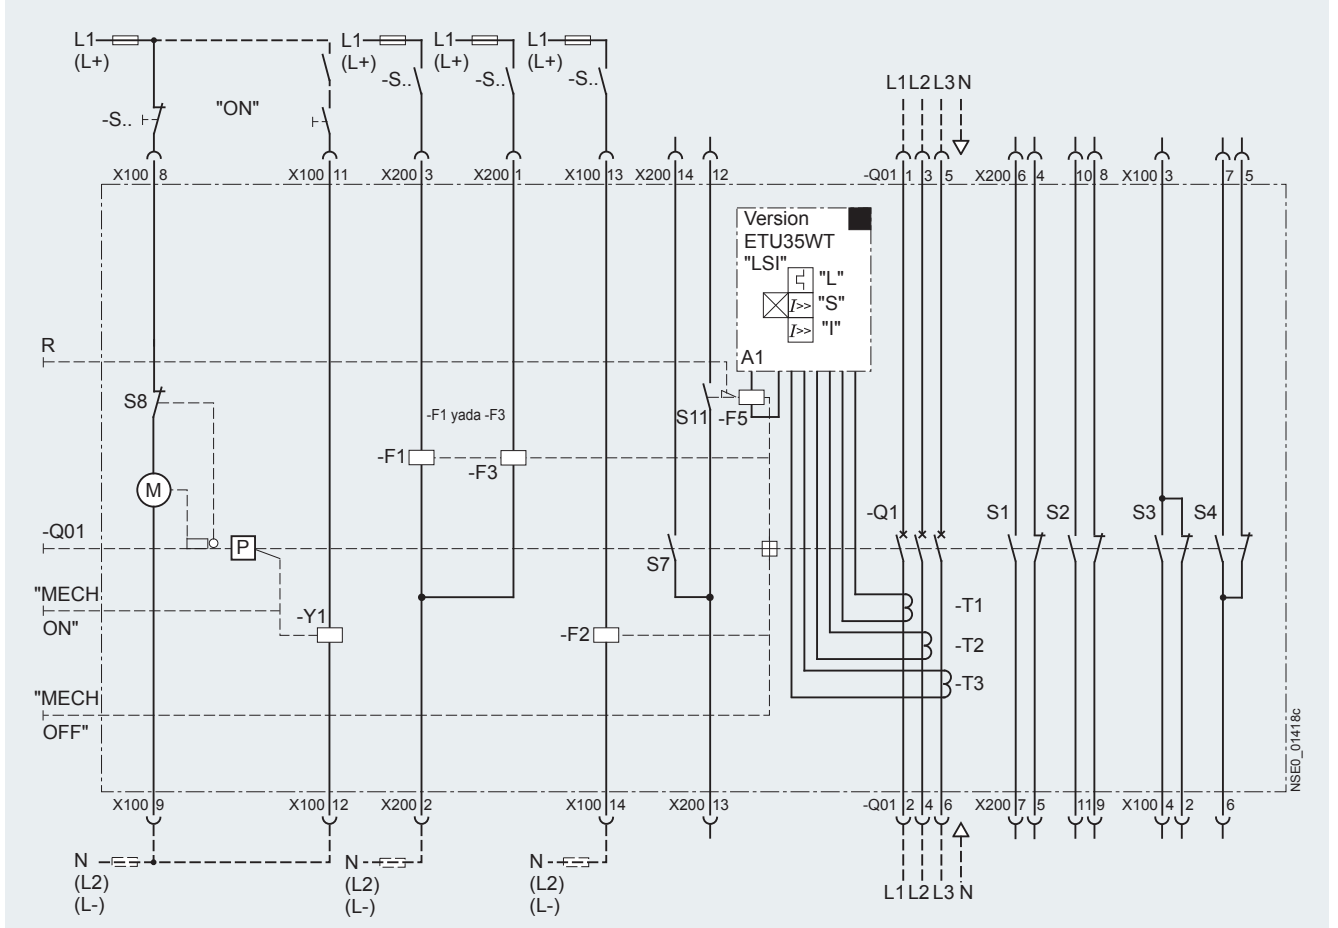 L1 L1 L1 L1
(L+) (L+) (L+) (L+)
-S.. "ON" -S.. -S.. -S..
L1 L2 L3 N
X100 8 X100 11 X200 3 X200 1 X100 13 X200 14 12 -Q01 1 3 5 X200 6 4 10 8 X100 3 7 5
Version
ETU35WT
"LSI"
"L"
I>> "S"
I>> "I"
A1
R
S8
-F1 yada -F3
S11 -F5
-F1 -F3
M
-Q01
P
S7
-Q1 S1 S2 S3 S4
"MECH
ON"
-Y1
-F2
-T1
-T2
-T3
"MECH
OFF"
NSE0_01418c
X100 9 X100 12 X200 2 X100 14 X200 13 -Q01 2 4 6 X200 7 5 11 9 X100 4 2 6
N N N
(L2) (L2) (L2)
(L-) (L-) (L-)
L1 L2 L3 N